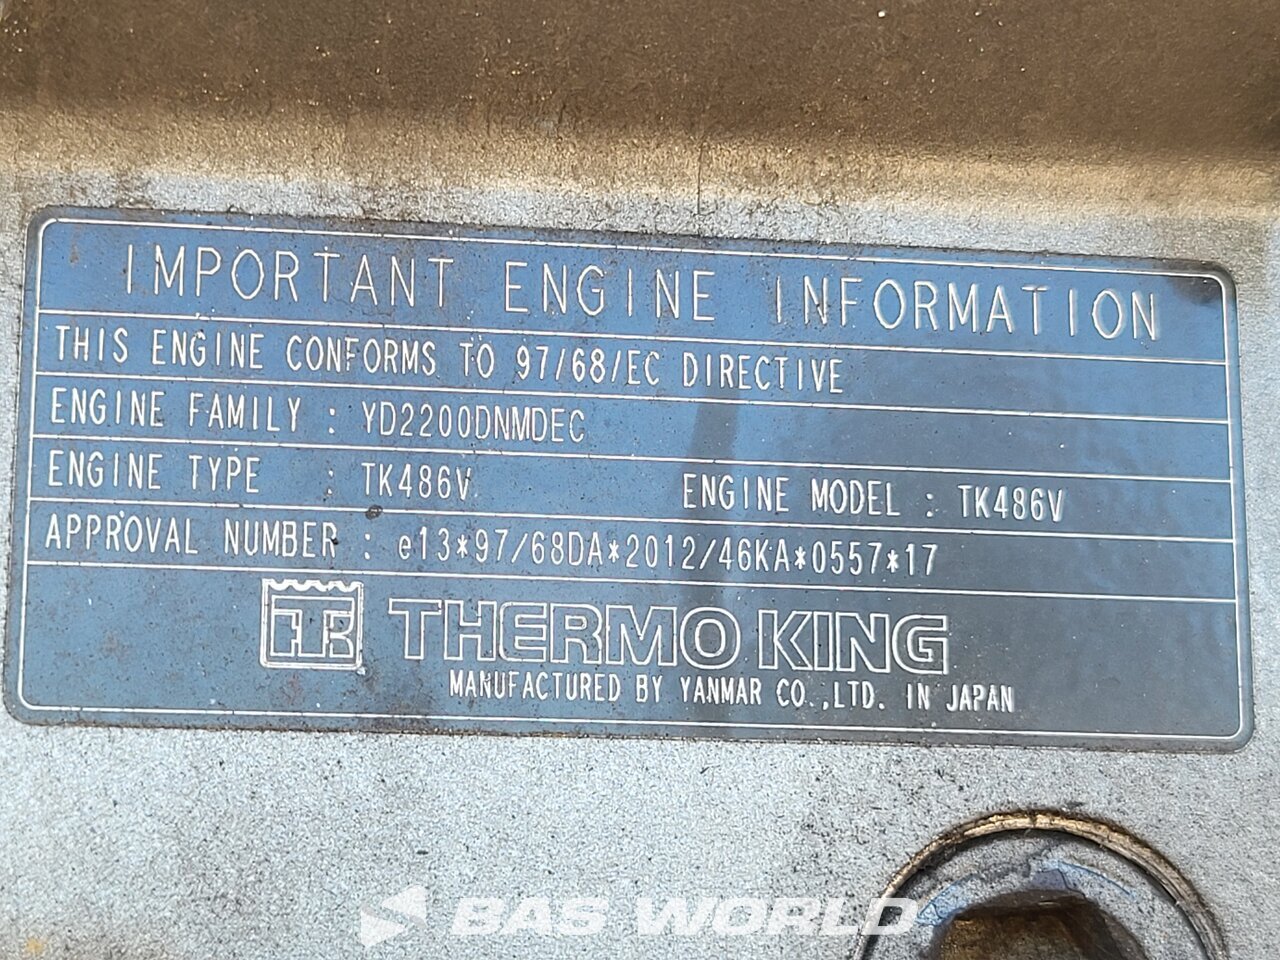 IMPORTANT ENGINE INFORMATION
THIS ENGINE CONFORMS TO 97/68/EC DIRECTIVE
ENGINE FAMILY : YD2200DNMDEC
ENGINE TYPE : TK486V ENGINE MODEL : TK486V
APPROVAL NUMBER : e13*97/68DA*2012/46KA*0557*17
TK THERMO KING
MANUFACTURED BY YANMAR CO.,LTD. IN JAPAN
BAS WORLD